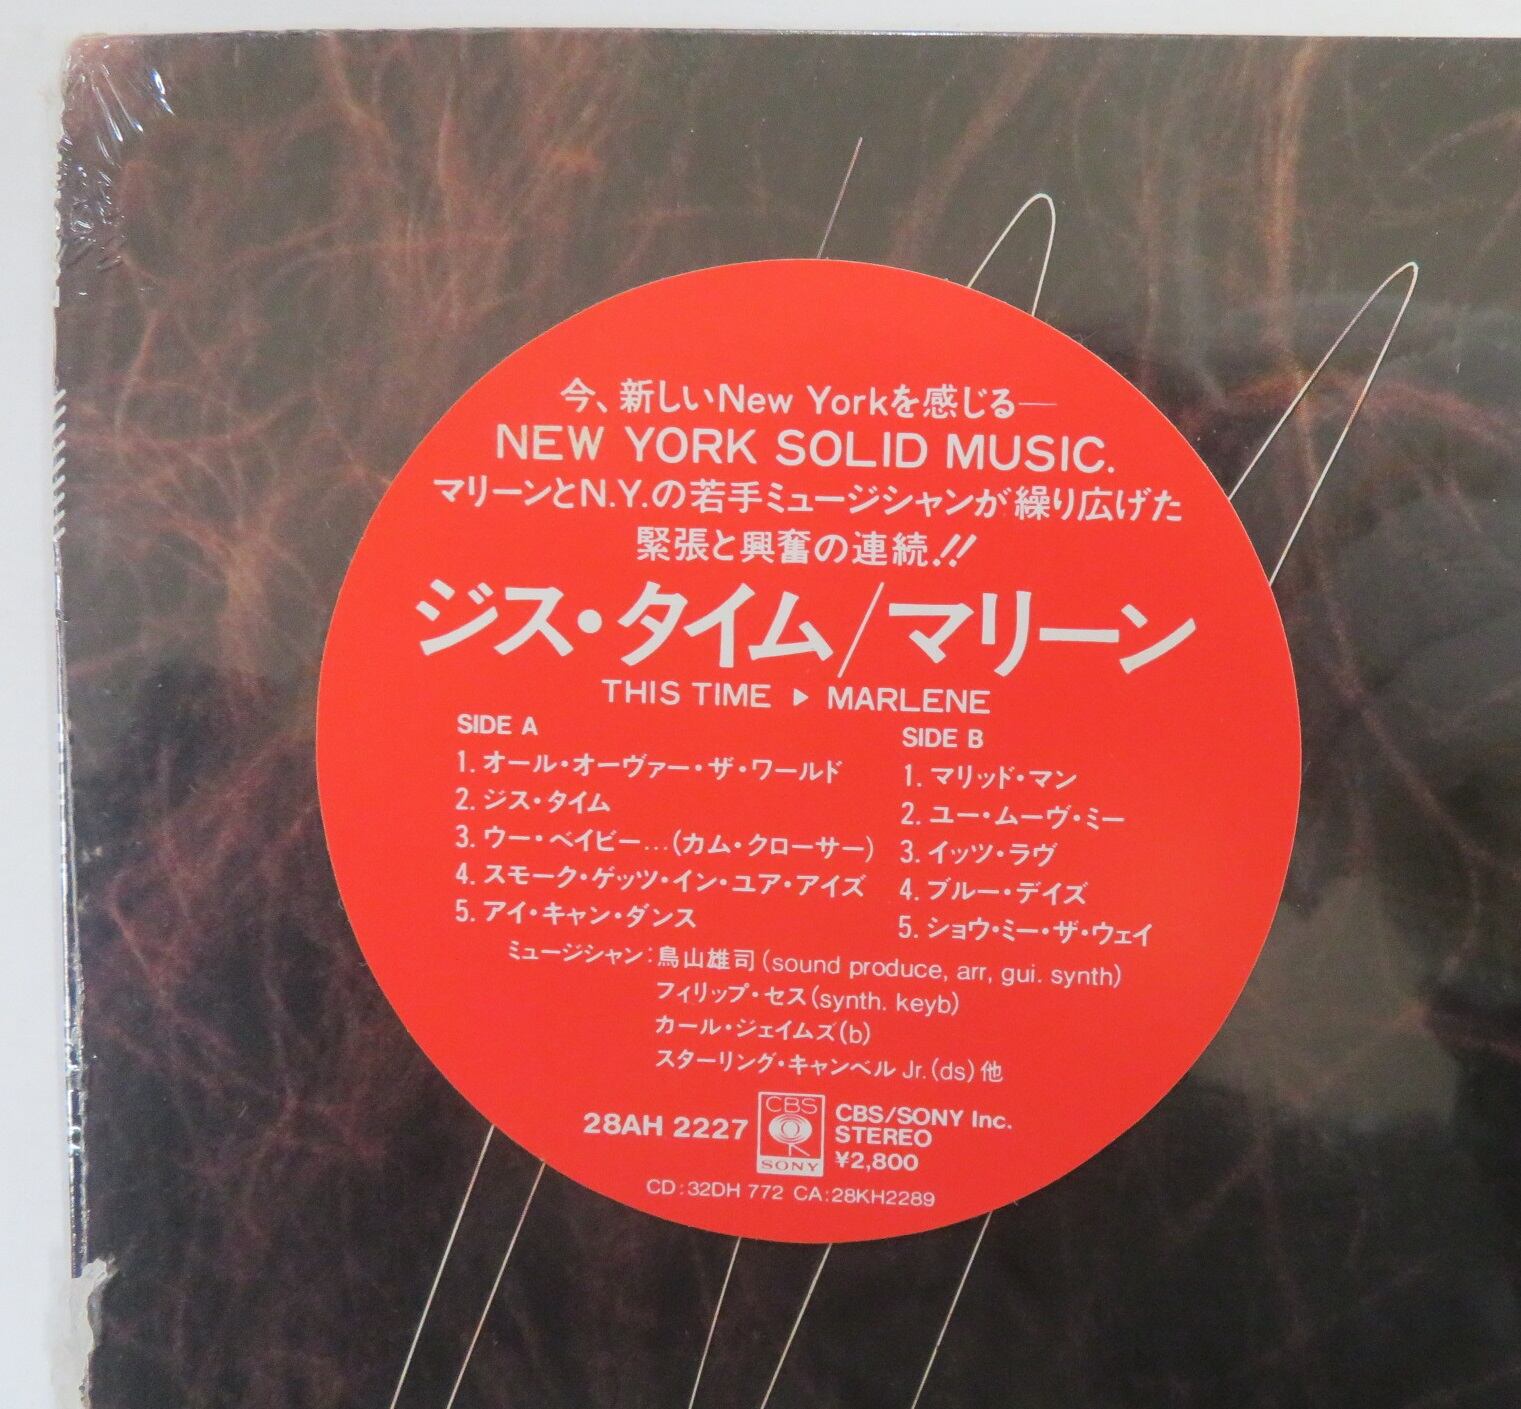 今、新しいNew Yorkを感じる—
NEW YORK SOLID MUSIC.
マリーンとN.Y.の若手ミュージシャンが繰り広げた
緊張と興奮の連続!!
ジス・タイム/マリーン
THIS TIME ▶ MARLENE
SIDE A
1. オール・オーヴァー・ザ・ワールド
2. ジス・タイム
3. ウー・ベイビー…(カム・クローサー)
4. スモーク・ゲッツ・イン・ユア・アイズ
5. アイ・キャン・ダンス
SIDE B
1. マリッド・マン
2. ユー・ムーヴ・ミー
3. イッツ・ラヴ
4. ブルー・デイズ
5. ショウ・ミー・ザ・ウェイ
ミュージシャン:鳥山雄司(sound produce, arr, gui. synth)
フィリップ・セス(synth. keyb)
カール・ジェイムズ(b)
スターリング・キャンベル Jr.(ds)他
28AH 2227
CBS
SONY
CBS/SONY Inc.
STEREO
¥2,800
CD:32DH 772 CA:28KH2289